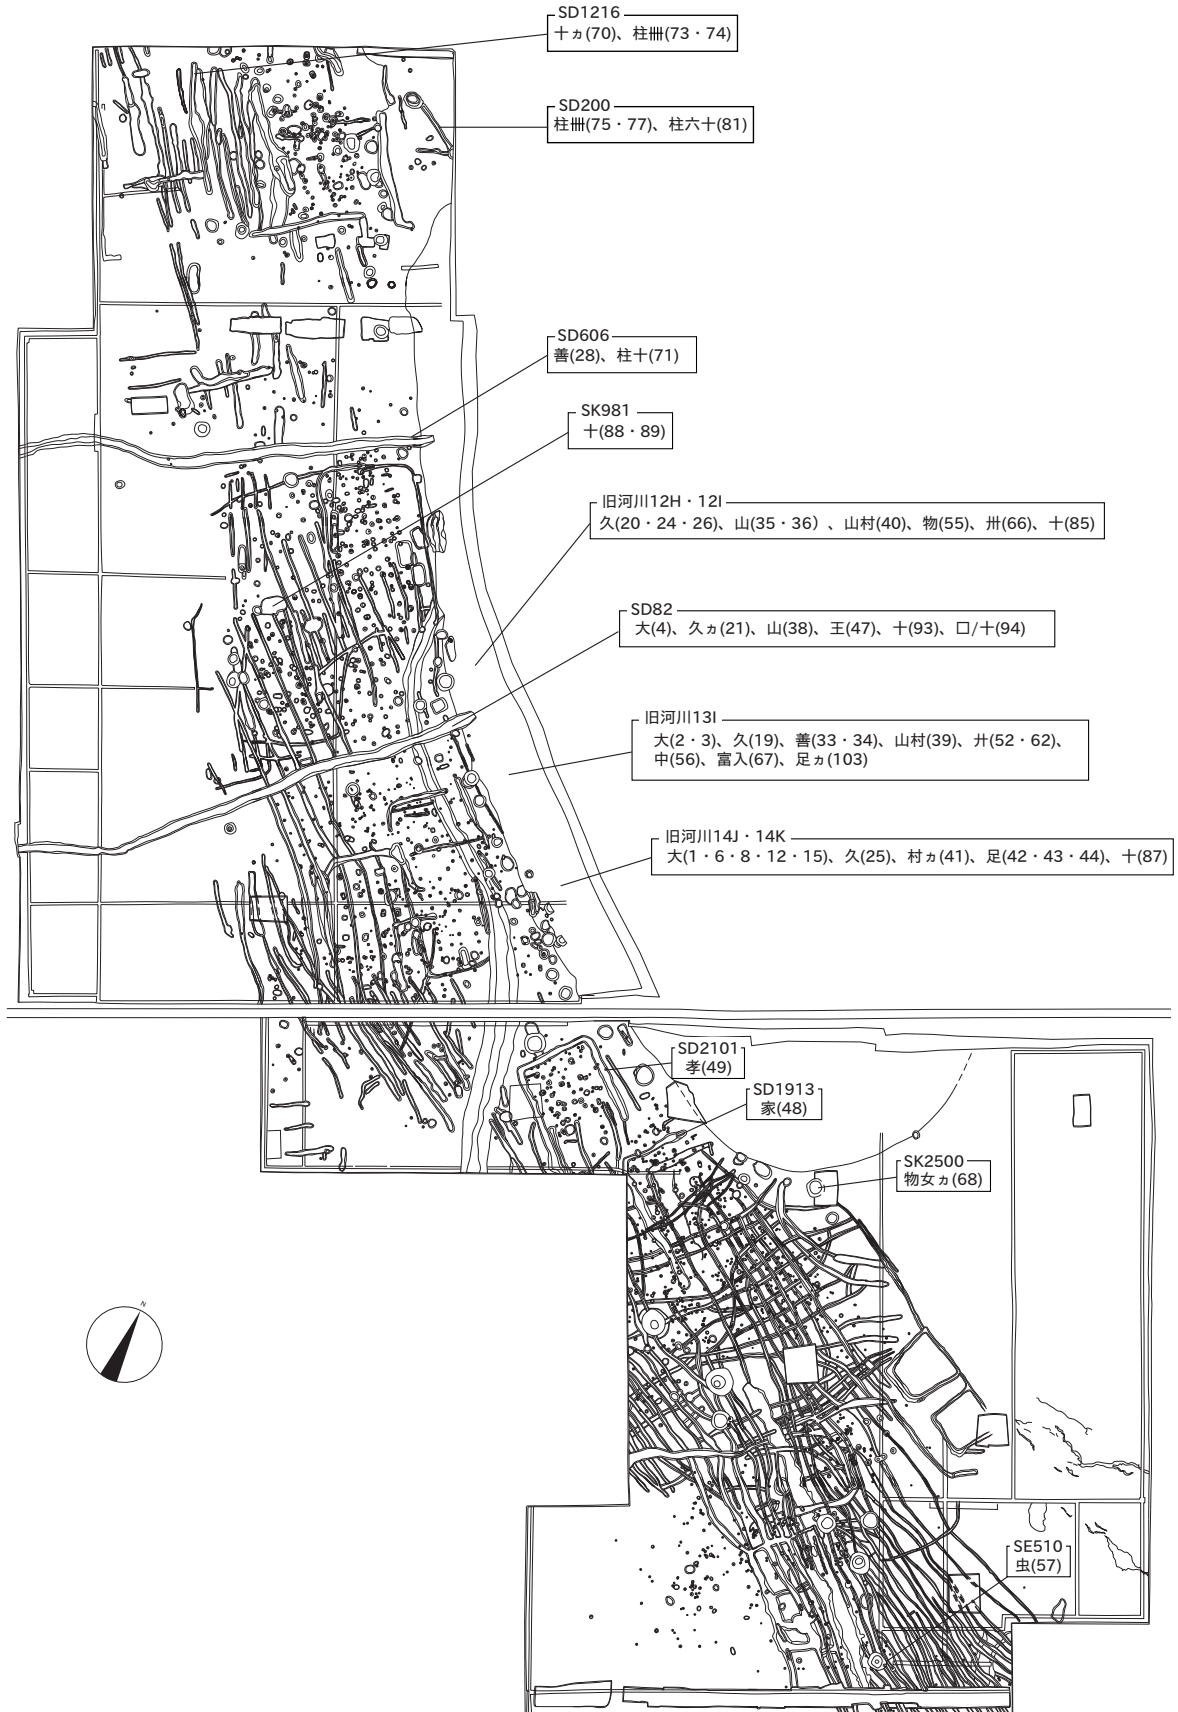 SD1216
十ヵ(70)、柱卌(73・74)
SD200
柱卌(75・77)、柱六十(81)
SD606
善(28)、柱十(71)
SK981
十(88・89)
旧河川12H・12I
久(20・24・26)、山(35・36）、山村(40)、物(55)、卅(66)、十(85)
SD82
大(4)、久ヵ(21)、山(38)、王(47)、十(93)、口/十(94)
旧河川13I
大(2・3)、久(19)、善(33・34)、山村(39)、廾(52・62)、
中(56)、富入(67)、足ヵ(103)
旧河川14J・14K
大(1・6・8・12・15)、久(25)、村ヵ(41)、足(42・43・44)、十(87)
SD2101
孝(49)
SD1913
家(48)
SK2500
物女ヵ(68)
N
SE510
虫(57)